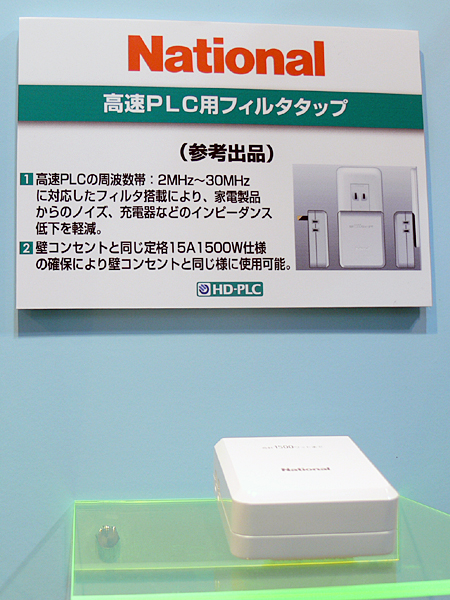 National
高速PLC用フィルタタップ
(参考出品)
1 高速PLCの周波数帯：2MHz〜30MHz
に対応したフィルタ搭載により、家電製品
からのノイズ、充電器などのインピーダンス
低下を軽減。
2 壁コンセントと同じ定格15A1500W仕様
の確保により壁コンセントと同じ様に使用可能。
HD-PLC
1500
National